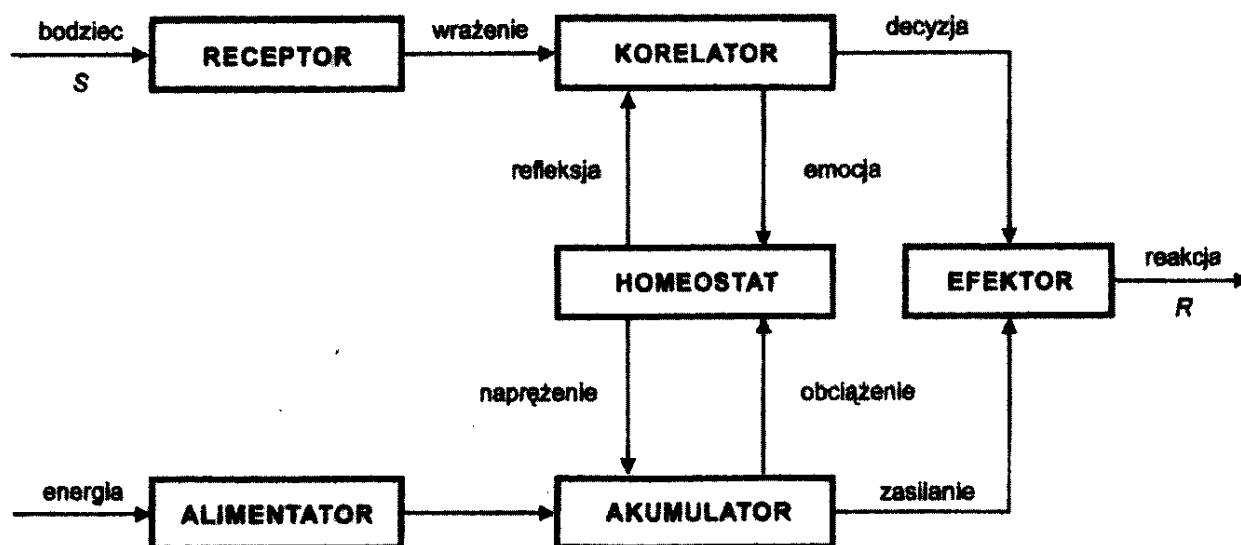 bodziec
S
RECEPTOR
wrażenie
KORELATOR
decyzja
refleksja
emocja
HOMEOSTAT
EFEKTOR
reakcja
R
naprężenie
obciążenie
energia
ALIMENTATOR
AKUMULATOR
zasilanie